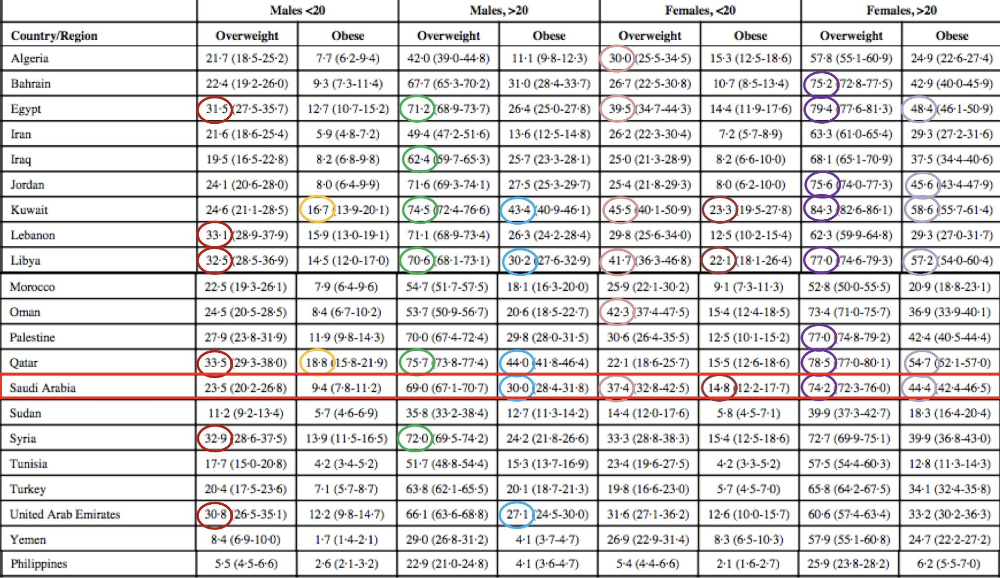 Males <20 Males, >20 Females, <20 Females, >20
Country/Region Overweight Obese Overweight Obese Overweight Obese Overweight Obese
Algeria 21·7 (18·5-25·2) 7·7 (6·2-9·4) 42·0 (39·0-44·8) 11·1 (9·8-12·3) 30·0 (25·5-34·5) 15·3 (12·5-18·6) 57·8 (55·1-60·9) 24·9 (22·6-27·4)
Bahrain 22·4 (19·2-26·0) 9·3 (7·3-11·4) 67·7 (65·3-70·2) 31·0 (28·4-33·7) 26·7 (22·5-30·8) 10·7 (8·5-13·4) 75·2 (72·8-77·5) 42·9 (40·0-45·9)
Egypt 31·5 (27·5-35·7) 12·7 (10·7-15·2) 71·2 (68·9-73·7) 26·4 (25·0-27·8) 39·5 (34·7-44·3) 14·4 (11·9-17·6) 79·4 (77·6-81·3) 48·4 (46·1-50·9)
Iran 21·6 (18·6-25·4) 5·9 (4·8-7·2) 49·4 (47·2-51·6) 13·6 (12·5-14·8) 26·2 (22·3-30·4) 7·2 (5·7-8·9) 63·3 (61·0-65·4) 29·3 (27·2-31·6)
Iraq 19·5 (16·5-22·8) 8·2 (6·8-9·8) 62·4 (59·7-65·3) 25·7 (23·3-28·1) 25·0 (21·3-28·9) 8·2 (6·6-10·0) 68·1 (65·1-70·9) 37·5 (34·4-40·6)
Jordan 24·1 (20·6-28·0) 8·0 (6·4-9·9) 71·6 (69·3-74·1) 27·5 (25·3-29·7) 25·4 (21·8-29·3) 8·0 (6·2-10·0) 75·6 (74·0-77·3) 45·6 (43·4-47·9)
Kuwait 24·6 (21·1-28·5) 16·7 (13·9-20·1) 74·5 (72·4-76·6) 43·4 (40·9-46·1) 45·5 (40·1-50·9) 23·3 (19·5-27·8) 84·3 (82·6-86·1) 58·6 (55·7-61·4)
Lebanon 33·1 (28·9-37·9) 15·9 (13·0-19·1) 71·1 (68·9-73·4) 26·3 (24·2-28·4) 29·8 (25·6-34·0) 12·5 (10·2-15·4) 62·3 (59·9-64·8) 29·3 (27·0-31·7)
Libya 32·5 (28·5-36·9) 14·5 (12·0-17·0) 70·6 (68·1-73·1) 30·2 (27·6-32·9) 41·7 (36·3-46·8) 22·1 (18·1-26·4) 77·0 (74·6-79·3) 57·2 (54·0-60·4)
Morocco 22·5 (19·3-26·1) 7·9 (6·4-9·6) 54·7 (51·7-57·5) 18·1 (16·3-20·0) 25·9 (22·1-30·2) 9·1 (7·3-11·3) 52·8 (50·0-55·5) 20·9 (18·8-23·1)
Oman 24·5 (20·5-28·5) 8·4 (6·7-10·2) 53·7 (50·9-56·7) 20·6 (18·5-22·7) 42·3 (37·4-47·5) 15·4 (12·4-18·5) 73·4 (71·0-75·7) 36·9 (33·9-40·1)
Palestine 27·9 (23·8-31·9) 11·9 (9·8-14·3) 70·0 (67·4-72·4) 29·8 (28·0-31·5) 30·6 (26·4-35·5) 12·5 (10·1-15·2) 77·0 (74·8-79·2) 42·4 (40·5-44·4)
Qatar 33·5 (29·3-38·0) 18·8 (15·8-21·9) 75·7 (73·8-77·4) 44·0 (41·8-46·4) 22·1 (18·6-25·7) 15·5 (12·6-18·6) 78·5 (77·0-80·1) 54·7 (52·1-57·0)
Saudi Arabia 23·5 (20·2-26·8) 9·4 (7·8-11·2) 69·0 (67·1-70·7) 30·0 (28·4-31·8) 37·4 (32·8-42·5) 14·8 (12·2-17·7) 74·2 (72·3-76·0) 44·4 (42·4-46·5)
Sudan 11·2 (9·2-13·4) 5·7 (4·6-6·9) 35·8 (33·2-38·4) 12·7 (11·3-14·2) 14·4 (12·0-17·6) 5·8 (4·5-7·1) 39·9 (37·3-42·7) 18·3 (16·4-20·4)
Syria 32·9 (28·6-37·5) 13·9 (11·5-16·5) 72·0 (69·5-74·2) 24·2 (21·8-26·6) 33·3 (28·8-38·3) 15·4 (12·5-18·6) 72·7 (69·9-75·1) 39·9 (36·8-43·0)
Tunisia 17·7 (15·0-20·8) 4·2 (3·4-5·2) 51·7 (48·8-54·4) 15·3 (13·7-16·9) 23·4 (19·6-27·5) 4·2 (3·3-5·2) 57·5 (54·4-60·3) 12·8 (11·3-14·3)
Turkey 20·4 (17·5-23·6) 7·1 (5·7-8·7) 63·8 (62·1-65·5) 20·1 (18·7-21·3) 19·8 (16·6-23·0) 5·7 (4·5-7·0) 65·8 (64·2-67·5) 34·1 (32·4-35·8)
United Arab Emirates 30·8 (26·5-35·1) 12·2 (9·8-14·7) 66·1 (63·6-68·8) 27·1 (24·5-30·0) 31·6 (27·1-36·2) 12·6 (10·0-15·7) 60·6 (57·4-63·4) 33·2 (30·2-36·3)
Yemen 8·4 (6·9-10·0) 1·7 (1·4-2·1) 29·0 (26·8-31·2) 4·1 (3·7-4·7) 26·9 (22·9-31·4) 8·3 (6·5-10·3) 57·9 (55·1-60·8) 24·7 (22·2-27·2)
Philippines 5·5 (4·5-6·6) 2·6 (2·1-3·2) 22·9 (21·0-24·8) 4·1 (3·6-4·7) 5·4 (4·4-6·6) 2·1 (1·6-2·7) 25·9 (23·8-28·2) 6·2 (5·5-7·0)